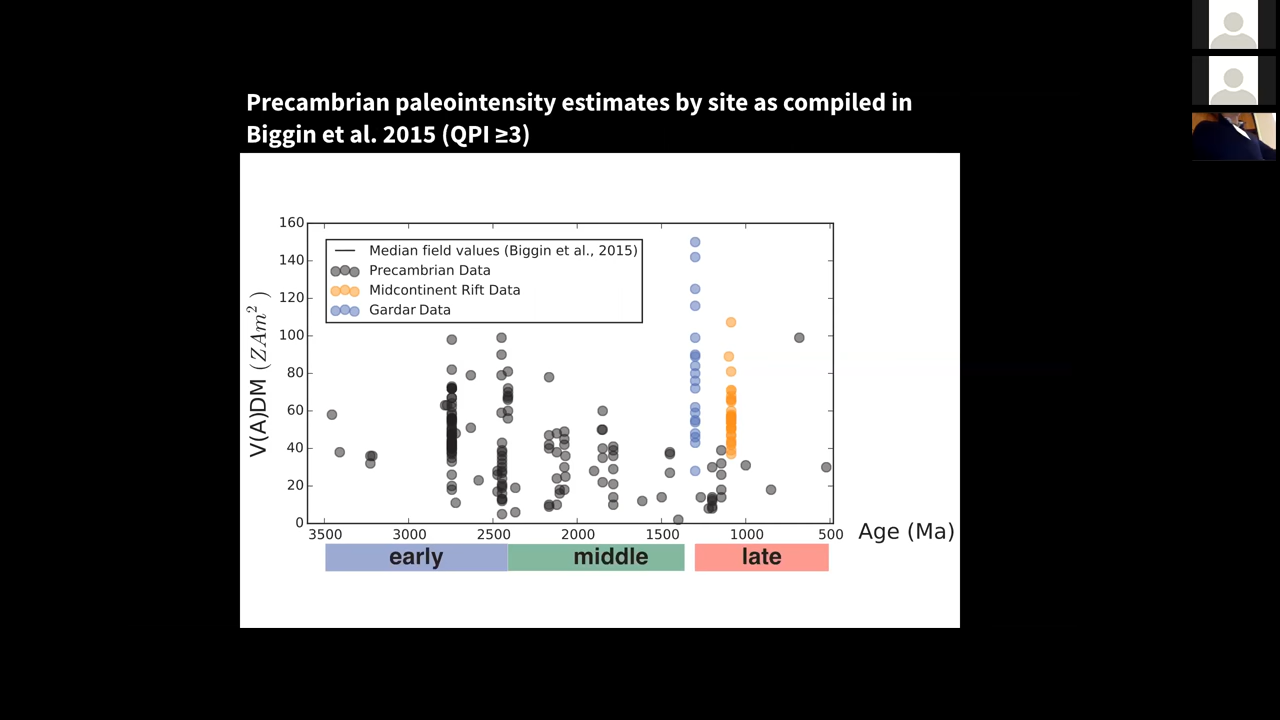 Precambrian paleointensity estimates by site as compiled in
Biggin et al. 2015 (QPI ≥3)
V(A)DM (ZAm²)
160
140
120
100
80
60
40
20
0
Median field values (Biggin et al., 2015)
Precambrian Data
Midcontinent Rift Data
Gardar Data
3500 3000 2500 2000 1500 1000 500
Age (Ma)
early middle late